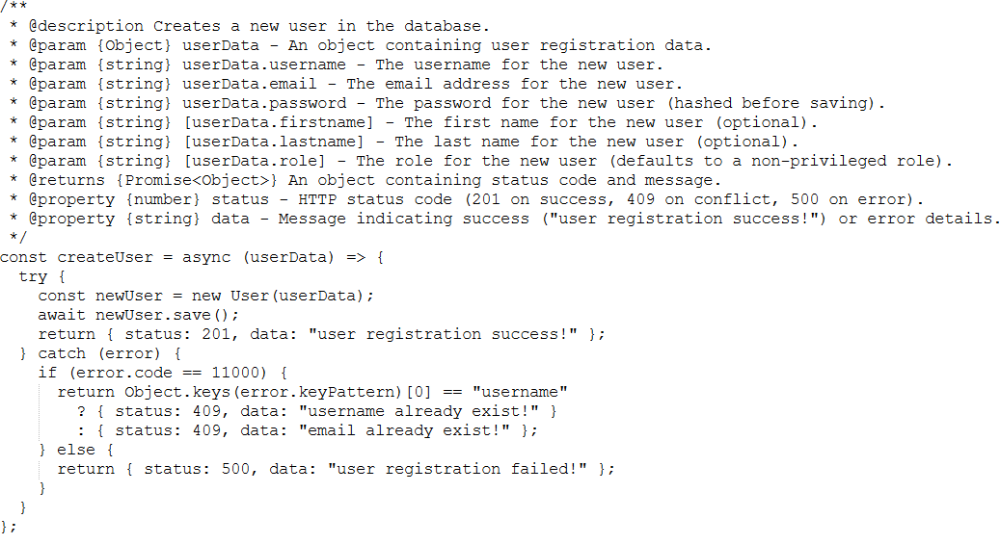 /**
 * @description Creates a new user in the database.
 * @param {Object} userData - An object containing user registration data.
 * @param {string} userData.username - The username for the new user.
 * @param {string} userData.email - The email address for the new user.
 * @param {string} userData.password - The password for the new user (hashed before saving).
 * @param {string} [userData.firstname] - The first name for the new user (optional).
 * @param {string} [userData.lastname] - The last name for the new user (optional).
 * @param {string} [userData.role] - The role for the new user (defaults to a non-privileged role).
 * @returns {Promise<Object>} An object containing status code and message.
 * @property {number} status - HTTP status code (201 on success, 409 on conflict, 500 on error).
 * @property {string} data - Message indicating success ("user registration success!") or error details.
 */
const createUser = async (userData) => {
  try {
    const newUser = new User(userData);
    await newUser.save();
    return { status: 201, data: "user registration success!" };
  } catch (error) {
    if (error.code == 11000) {
      return Object.keys(error.keyPattern)[0] == "username"
        ? { status: 409, data: "username already exist!" }
        : { status: 409, data: "email already exist!" };
    } else {
      return { status: 500, data: "user registration failed!" };
    }
  }
};